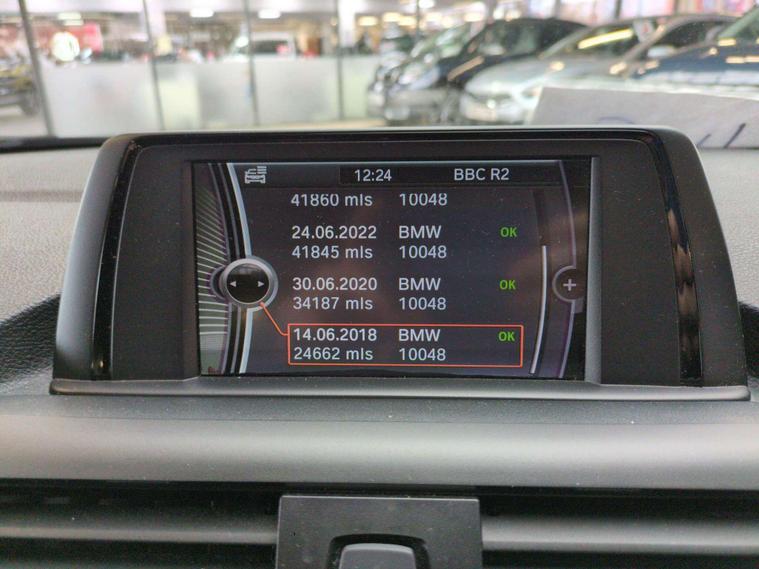 12:24 BBC R2
41860 mls 10048
24.06.2022 BMW OK
41845 mls 10048
30.06.2020 BMW OK
34187 mls 10048
14.06.2018 BMW OK
24662 mls 10048